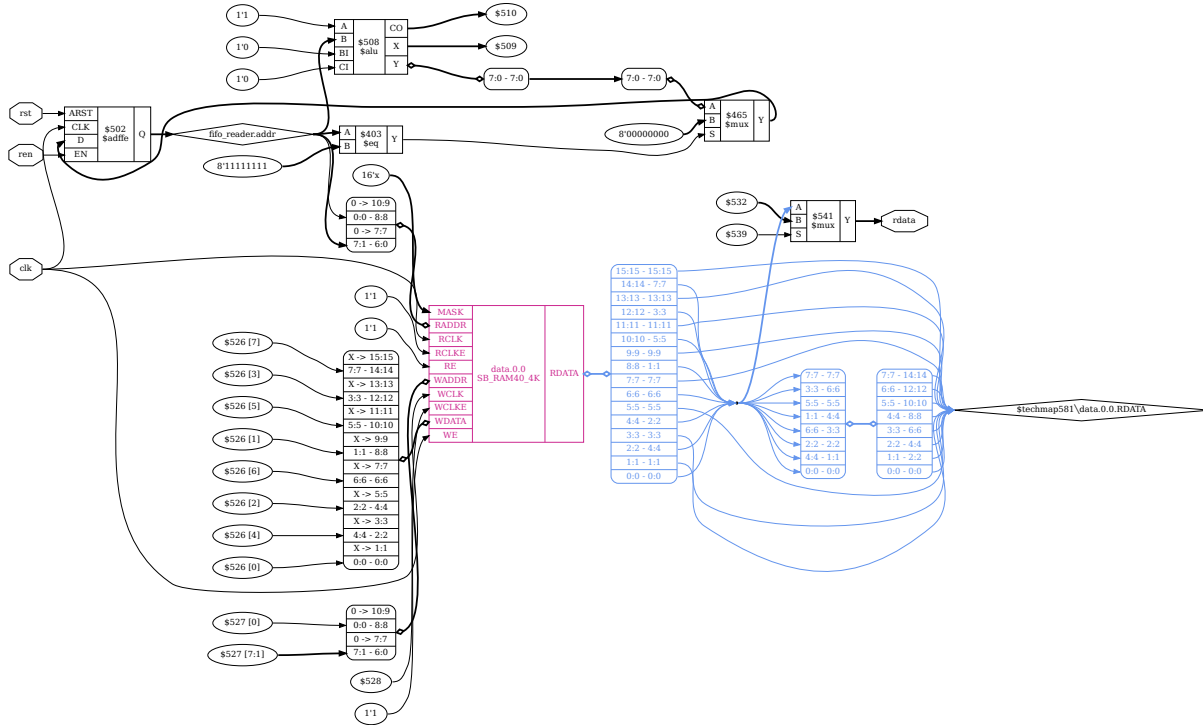 1'1
1'0
1'0
A
B
BI
CI
$508
$alu
CO
X
Y
$510
$509
7:0 - 7:0
7:0 - 7:0
rst
ren
clk
ARST
CLK
D
EN
$502
$adffe
Q
fifo_reader.addr
8'11111111
A
B
$403
$eq
Y
8'00000000
A
B
S
$465
$mux
Y
16'x
0 -> 10:9
0:0 - 8:8
0 -> 7:7
7:1 - 6:0
$532
$539
A
B
S
$541
$mux
Y
rdata
1'1
1'1
$526 [7]
$526 [3]
$526 [5]
$526 [1]
$526 [6]
$526 [2]
$526 [4]
$526 [0]
X -> 15:15
7:7 - 14:14
X -> 13:13
3:3 - 12:12
X -> 11:11
5:5 - 10:10
X -> 9:9
1:1 - 8:8
X -> 7:7
6:6 - 6:6
X -> 5:5
2:2 - 4:4
X -> 3:3
4:4 - 2:2
X -> 1:1
0:0 - 0:0
MASK
RADDR
RCLK
RCLKE
RE
WADDR
WCLK
WCLKE
WDATA
WE
data.0.0
SB_RAM40_4K
RDATA
15:15 - 15:15
14:14 - 7:7
13:13 - 13:13
12:12 - 3:3
11:11 - 11:11
10:10 - 5:5
9:9 - 9:9
8:8 - 1:1
7:7 - 7:7
6:6 - 6:6
5:5 - 5:5
4:4 - 2:2
3:3 - 3:3
2:2 - 4:4
1:1 - 1:1
0:0 - 0:0
7:7 - 7:7
3:3 - 6:6
5:5 - 5:5
1:1 - 4:4
6:6 - 3:3
2:2 - 2:2
4:4 - 1:1
0:0 - 0:0
7:7 - 14:14
6:6 - 12:12
5:5 - 10:10
4:4 - 8:8
3:3 - 6:6
2:2 - 4:4
1:1 - 2:2
0:0 - 0:0
$techmap581\data.0.0.RDATA
$527 [0]
$527 [7:1]
0 -> 10:9
0:0 - 8:8
0 -> 7:7
7:1 - 6:0
$528
1'1